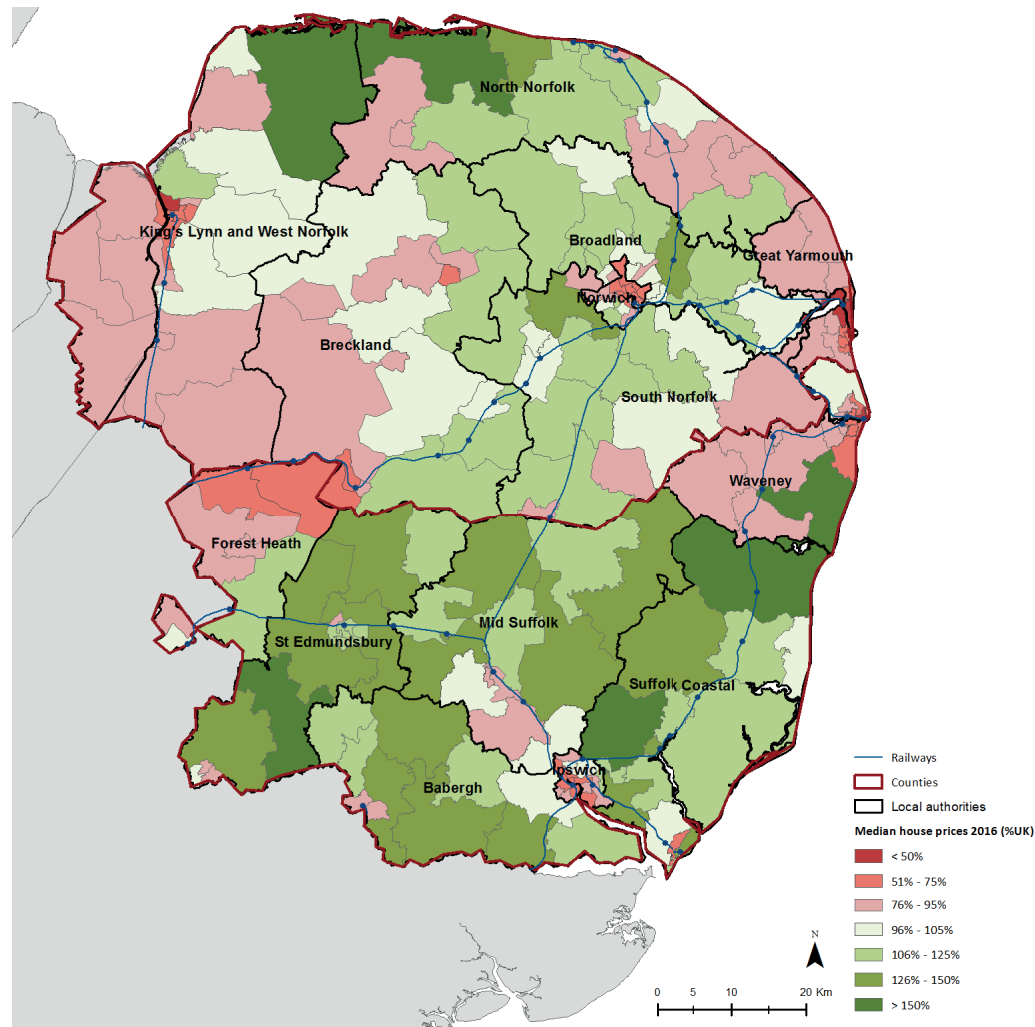 North Norfolk
King's Lynn and West Norfolk
Broadland
Great Yarmouth
Norwich
Breckland
South Norfolk
Waveney
Forest Heath
Mid Suffolk
St Edmundsbury
Suffolk Coastal
Ipswich
Babergh
Railways
Counties
Local authorities
Median house prices 2016 (%UK)
< 50%
51% - 75%
76% - 95%
96% - 105%
106% - 125%
126% - 150%
> 150%
N
0 5 10 20 Km